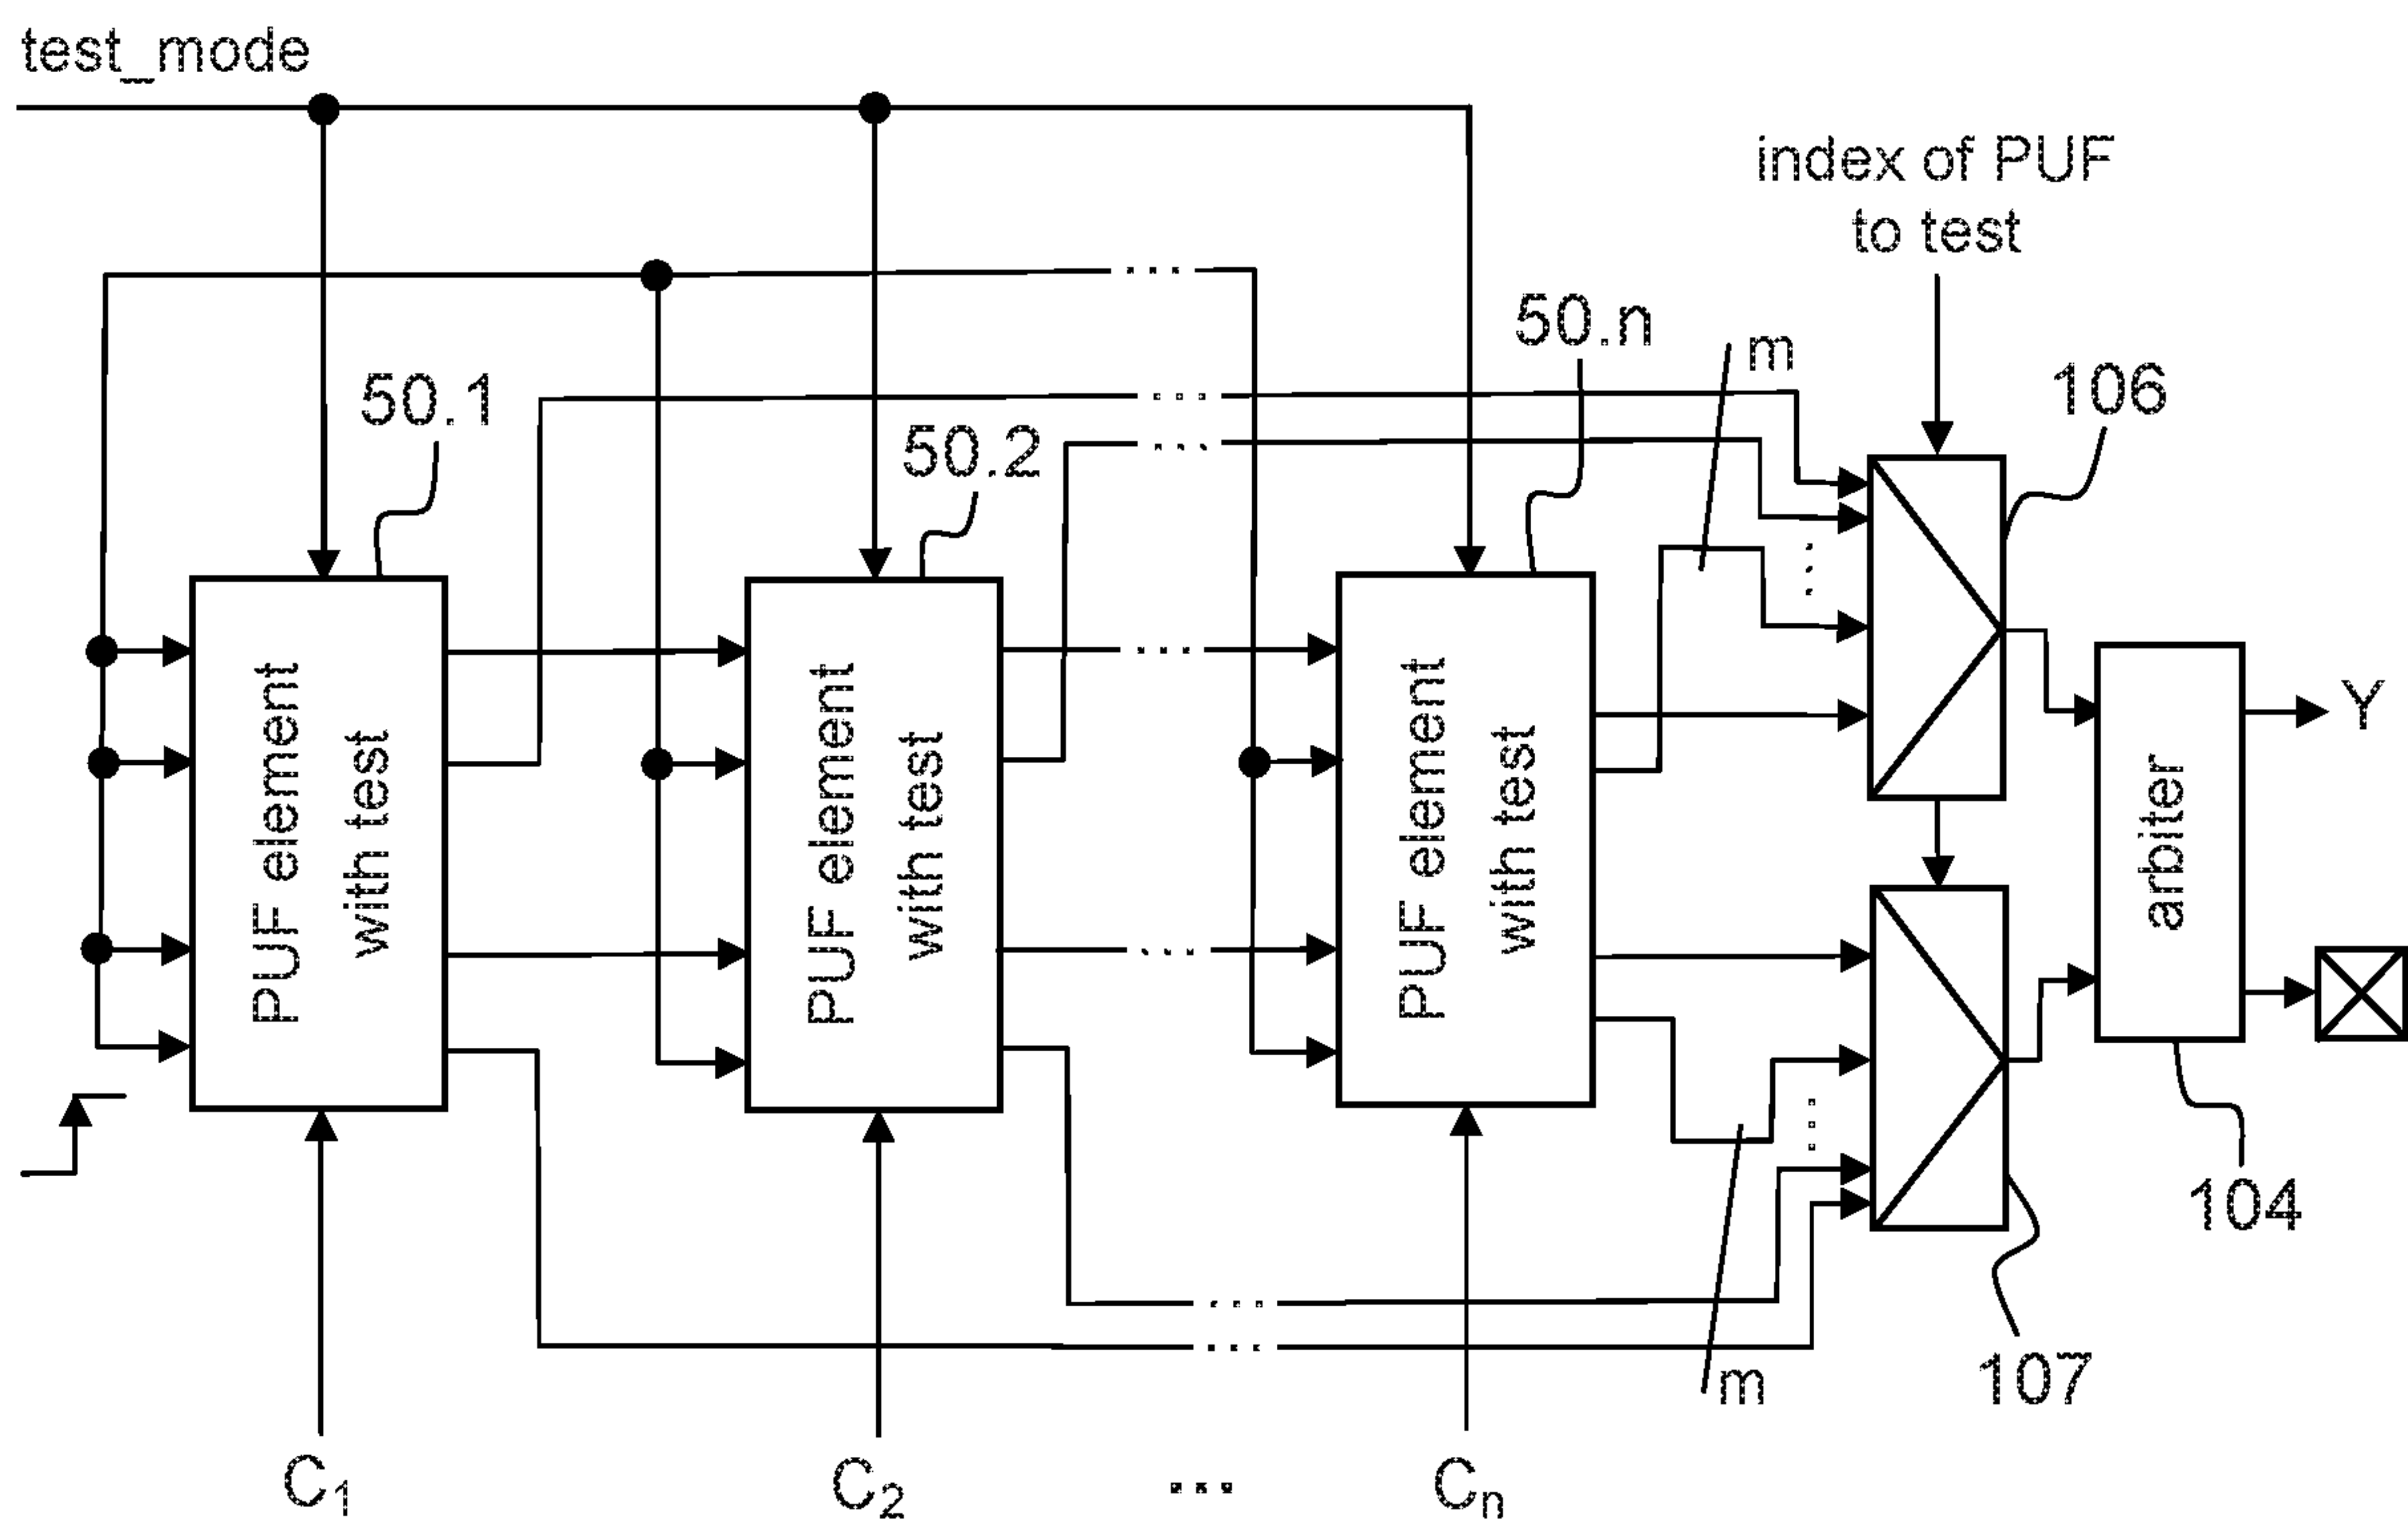 test_mode
index of PUF
to test
50.1
50.2
50.n
m
106
PUF element
with test
PUF element
with test
PUF element
with test
arbiter
Y
104
107
m
C1
C2
...
Cn